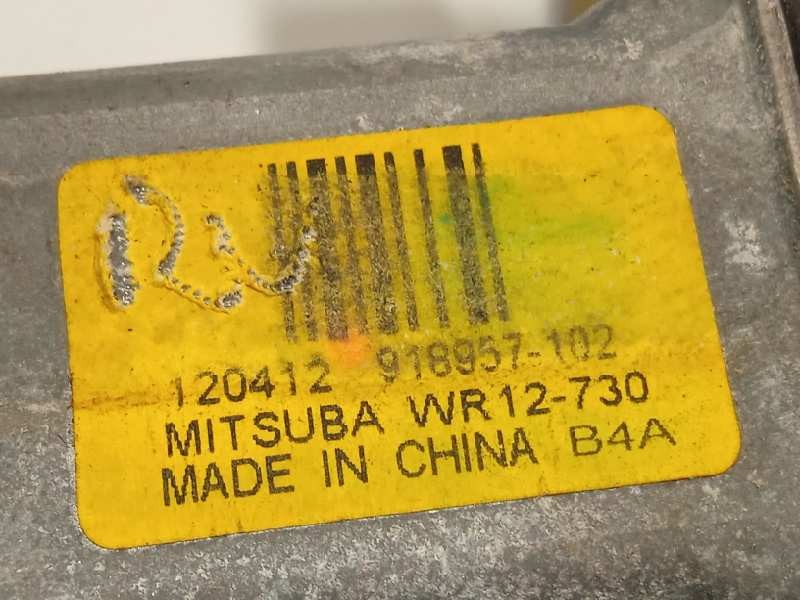 120412 918957-102
MITSUBA WR12-730
MADE IN CHINA B4A